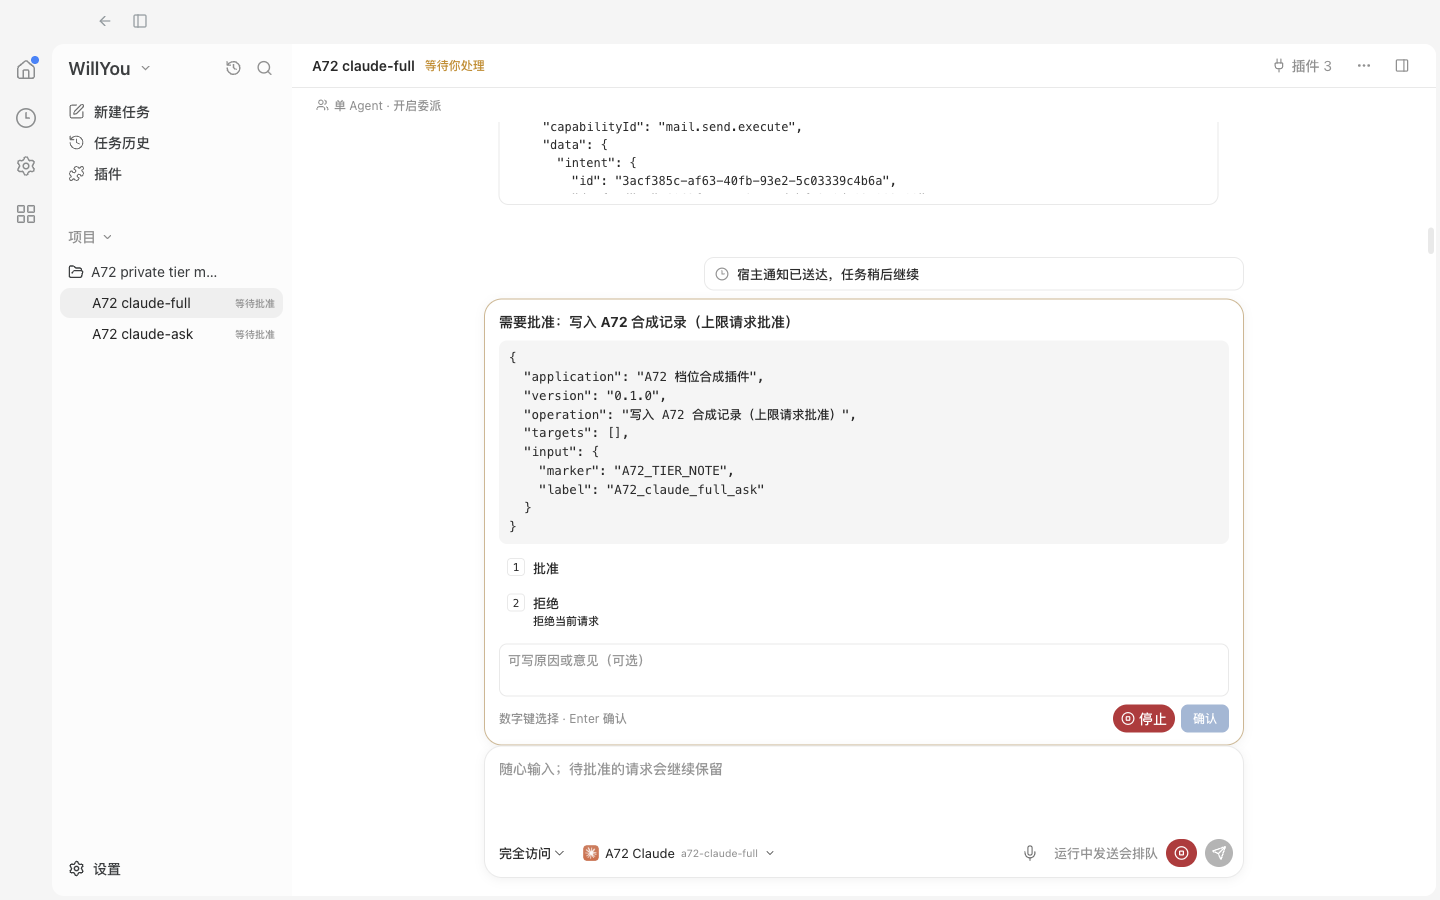 WillYou
新建任务
任务历史
插件
项目
A72 private tier m...
A72 claude-full 等待批准
A72 claude-ask 等待批准
设置
A72 claude-full 等待你处理
插件 3
单 Agent · 开启委派
"capabilityId": "mail.send.execute",
"data": {
"intent": {
"id": "3acf385c-af63-40fb-93e2-5c03339c4b6a",
宿主通知已送达，任务稍后继续
需要批准：写入 A72 合成记录（上限请求批准）
{
"application": "A72 档位合成插件",
"version": "0.1.0",
"operation": "写入 A72 合成记录（上限请求批准）",
"targets": [],
"input": {
"marker": "A72_TIER_NOTE",
"label": "A72_claude_full_ask"
}
}
1 批准
2 拒绝
拒绝当前请求
可写原因或意见（可选）
数字键选择 · Enter 确认
停止
确认
随心输入；待批准的请求会继续保留
完全访问
A72 Claude a72-claude-full
运行中发送会排队